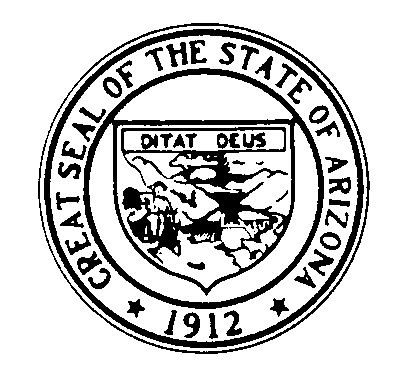 GREAT SEAL OF THE STATE OF ARIZONA
DITAT DEUS
1912